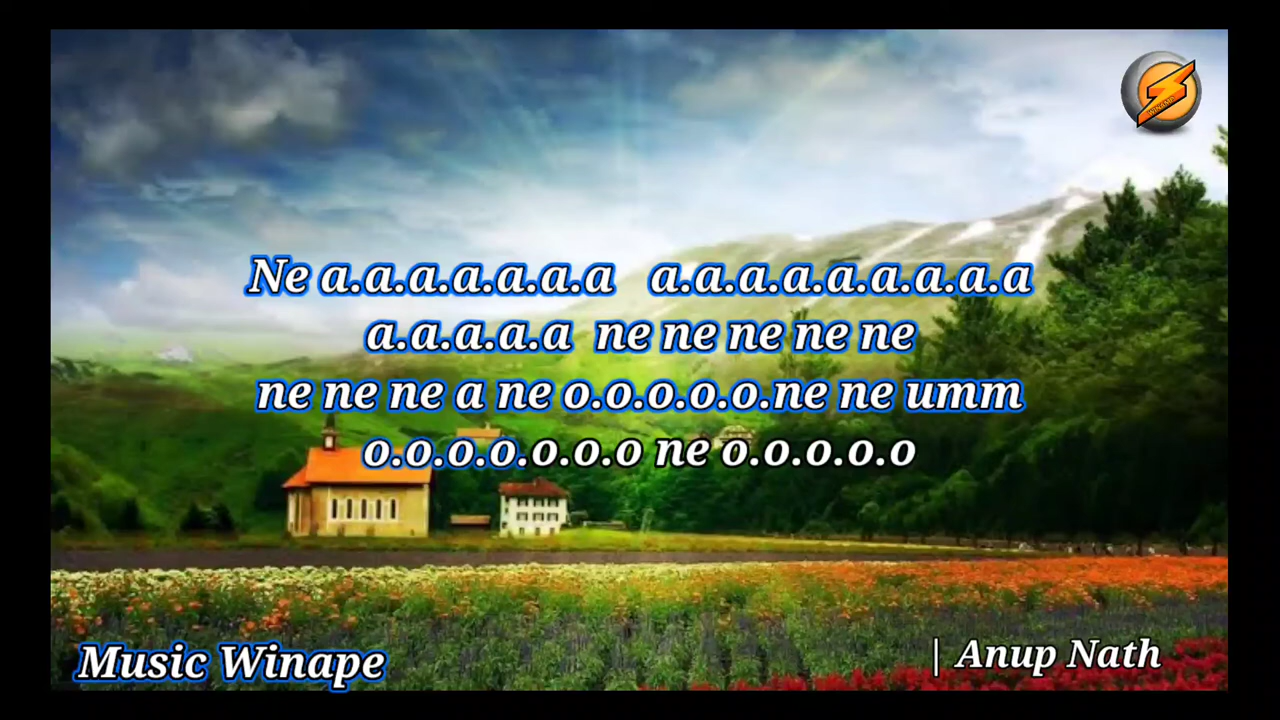 Ne a.a.a.a.a.a.a a.a.a.a.a.a.a.a.a
a.a.a.a.a ne ne ne ne ne
ne ne ne a ne o.o.o.o.o.ne ne umm
o.o.o.o.o.o.o ne o.o.o.o.o
Music Winape
| Anup Nath